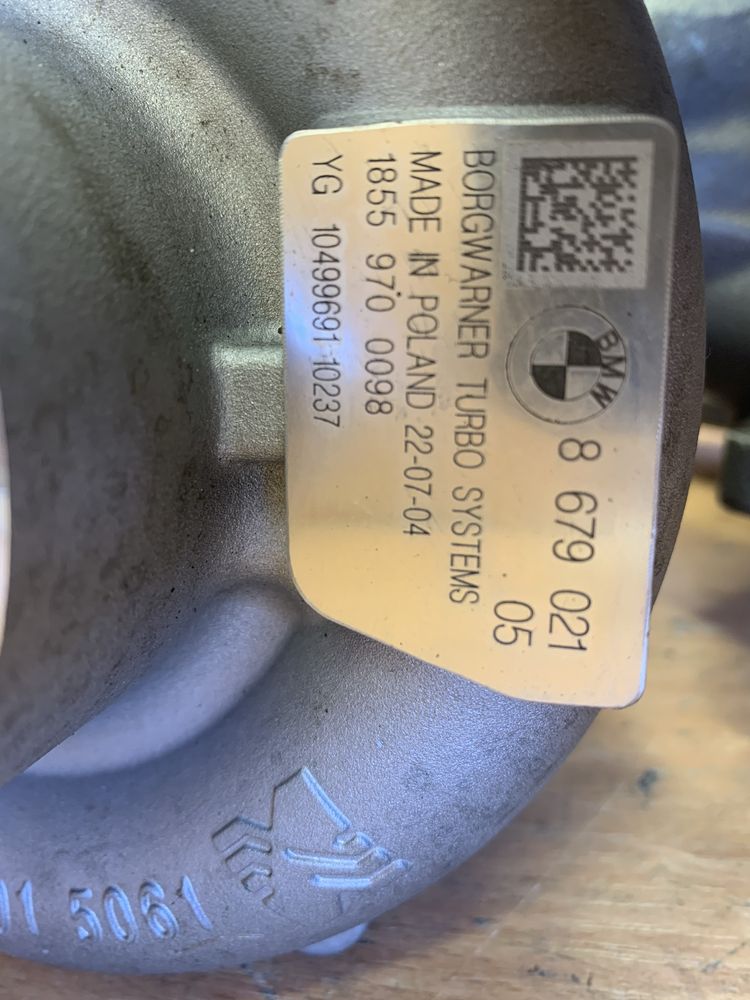 BMW
8 679 021
05
BORGWARNER TURBO SYSTEMS
MADE IN POLAND 22-07-04
1855 970 0098
YG 10499691 10237
01 5061